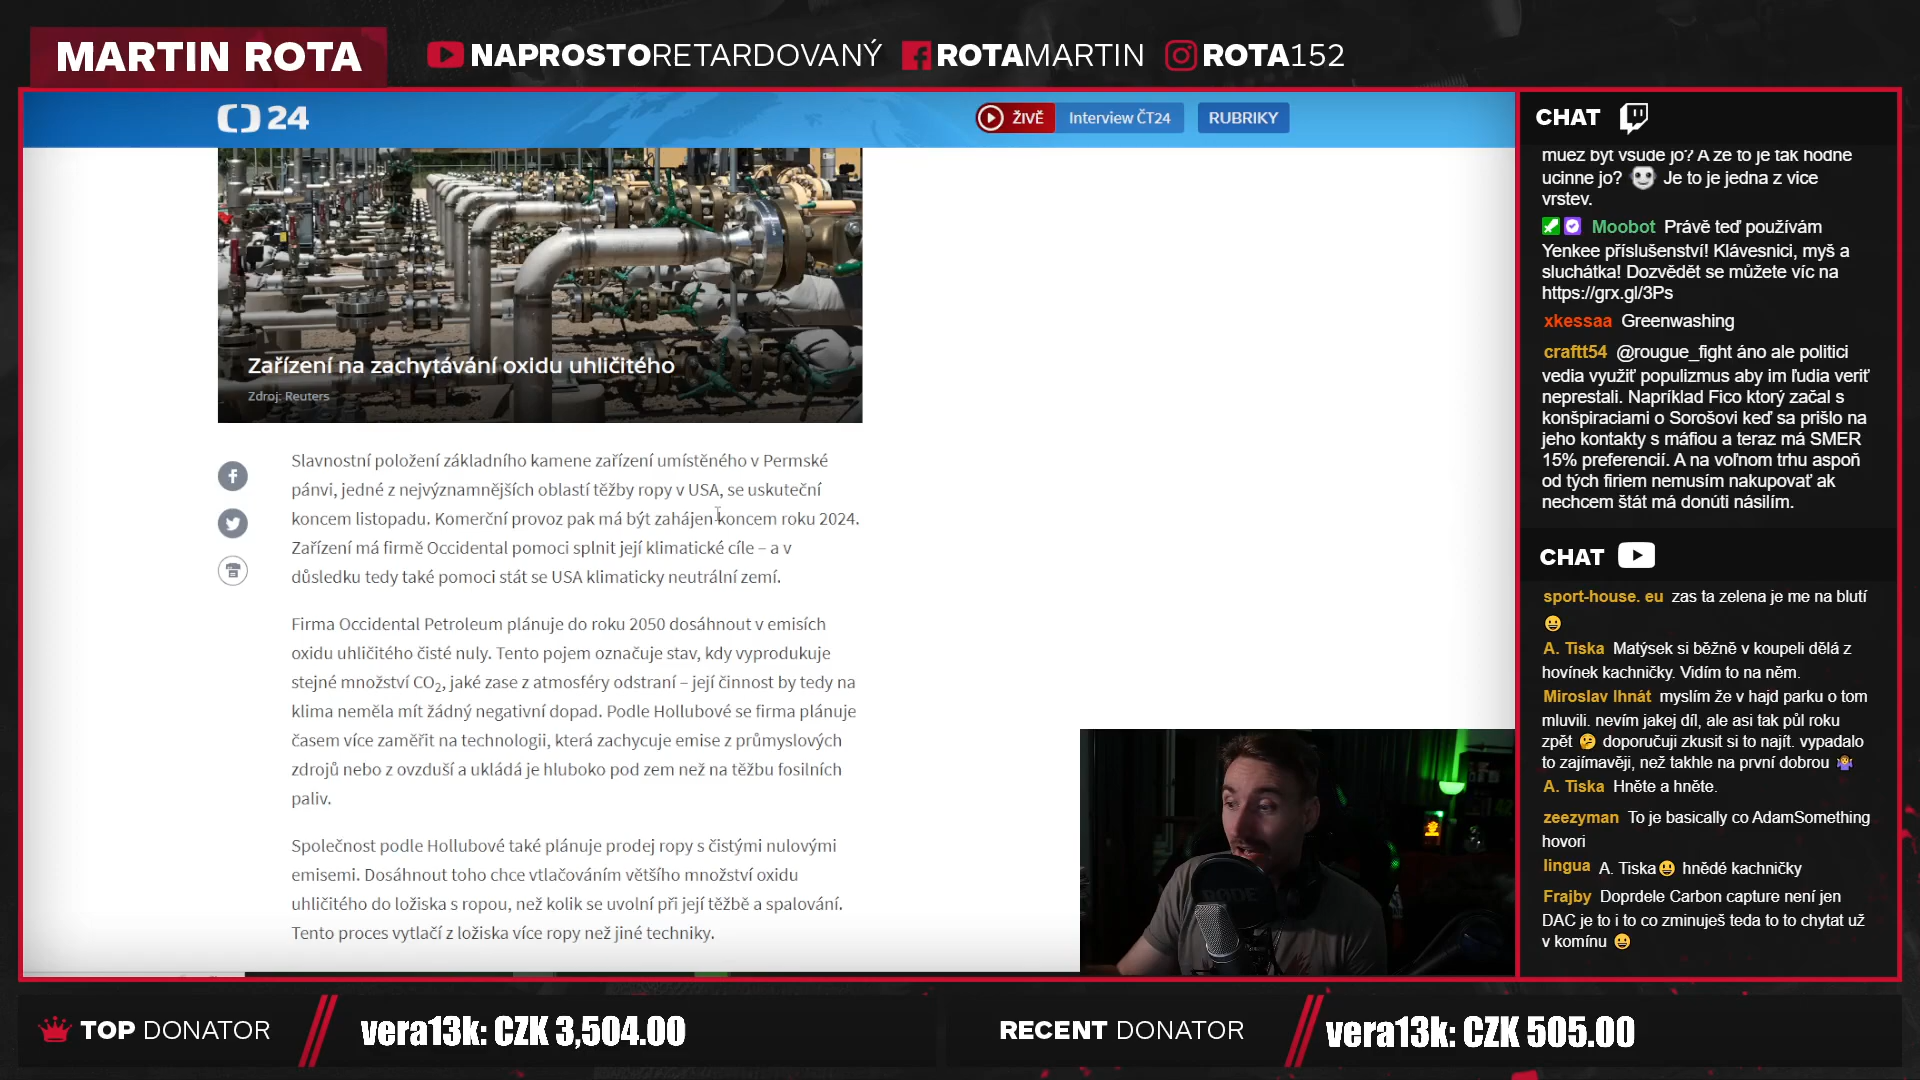 MARTIN ROTA
NAPROSTORETARDOVANÝ
ROTAMARTIN
ROTA152
24
ŽIVĚ
Interview ČT24
RUBRIKY
Zařízení na zachytávání oxidu uhličitého
Zdroj: Reuters
Slavnostní položení základního kamene zařízení umístěného v Permské
pánvi, jedné z nejvýznamnějších oblastí těžby ropy v USA, se uskuteční
koncem listopadu. Komerční provoz pak má být zahájen koncem roku 2024.
Zařízení má firmě Occidental pomoci splnit její klimatické cíle – a v
důsledku tedy také pomoci stát se USA klimaticky neutrální zemí.
Firma Occidental Petroleum plánuje do roku 2050 dosáhnout v emisích
oxidu uhličitého čisté nuly. Tento pojem označuje stav, kdy vyprodukuje
stejné množství CO₂, jaké zase z atmosféry odstraní – její činnost by tedy na
klima neměla mít žádný negativní dopad. Podle Hollubové se firma plánuje
časem více zaměřit na technologii, která zachycuje emise z průmyslových
zdrojů nebo z ovzduší a ukládá je hluboko pod zem než na těžbu fosilních
paliv.
Společnost podle Hollubové také plánuje prodej ropy s čistými nulovými
emisemi. Dosáhnout toho chce vtlačováním většího množství oxidu
uhličitého do ložiska s ropou, než kolik se uvolní při její těžbě a spalování.
Tento proces vytlačí z ložiska více ropy než jiné techniky.
RODE
CHAT
muez byt vsude jo? A ze to je tak hodne
ucinne jo? Je to je jedna z vice
vrstev.
Moobot Právě teď používám
Yenkee příslušenství! Klávesnici, myš a
sluchátka! Dozvědět se můžete víc na
https://grx.gl/3Ps
xkessaa Greenwashing
craftt54 @rougue_fight áno ale politici
vedia využiť populizmus aby im ľudia veriť
neprestali. Napríklad Fico ktorý začal s
konšpiraciami o Sorošovi keď sa prišlo na
jeho kontakty s máfiou a teraz má SMER
15% preferencií. A na voľnom trhu aspoň
od tých firiem nemusím nakupovať ak
nechcem štát má donúti násilím.
CHAT
sport-house. eu zas ta zelena je me na blutí
😀
A. Tiska Matýsek si běžně v koupeli dělá z
hovínek kachničky. Vidím to na něm.
Miroslav Ihnát myslím že v hajd parku o tom
mluvili. nevím jakej díl, ale asi tak půl roku
zpět 🤔 doporučuji zkusit si to najít. vypadalo
to zajímavěji, než takhle na první dobrou 🤷
A. Tiska Hněte a hněte.
zeezyman To je basically co AdamSomething
hovori
lingua A. Tiska😃 hnědé kachničky
Frajby Doprdele Carbon capture není jen
DAC je to i to co zminuješ teda to to chytat už
v komínu 😀
TOP DONATOR
vera13k: CZK 3,504.00
RECENT DONATOR
vera13k: CZK 505.00